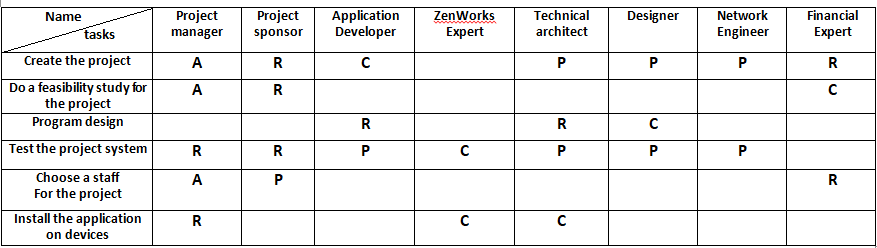 Name
tasks
Project manager
Project sponsor
Application Developer
ZenWorks Expert
Technical architect
Designer
Network Engineer
Financial Expert
Create the project A R C P P P R
Do a feasibility study for
the project A R C
Program design R R C
Test the project system R R P C P P P
Choose a staff
For the project A P R
Install the application
on devices R C C